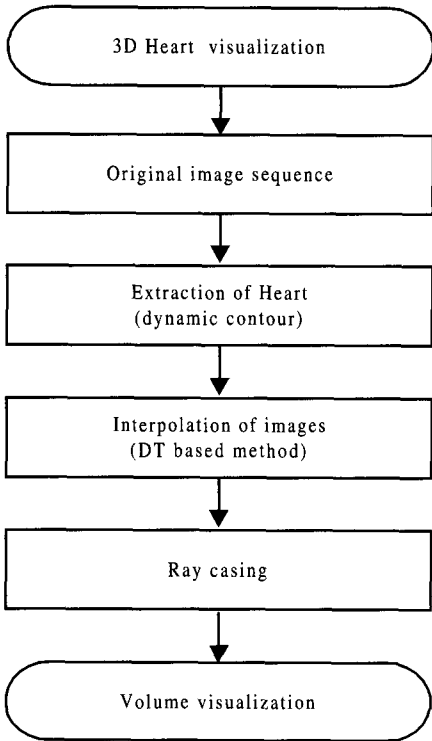 3D Heart visualization
Original image sequence
Extraction of Heart
(dynamic contour)
Interpolation of images
(DT based method)
Ray casing
Volume visualization